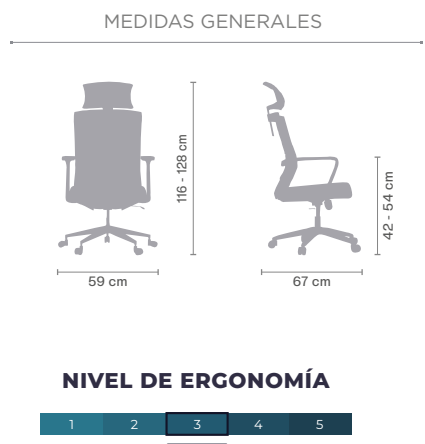 MEDIDAS GENERALES
116 - 128 cm
42 - 54 cm
59 cm
67 cm
NIVEL DE ERGONOMÍA
1 2 3 4 5